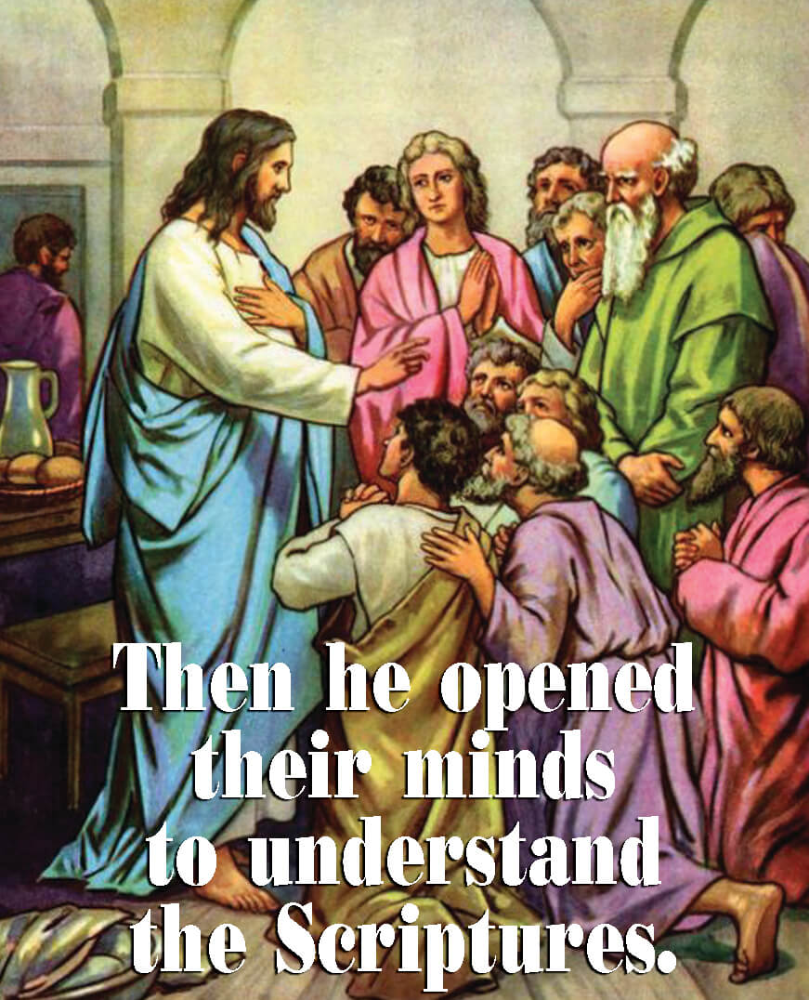 Then he opened
their minds
to understand
the Scriptures.